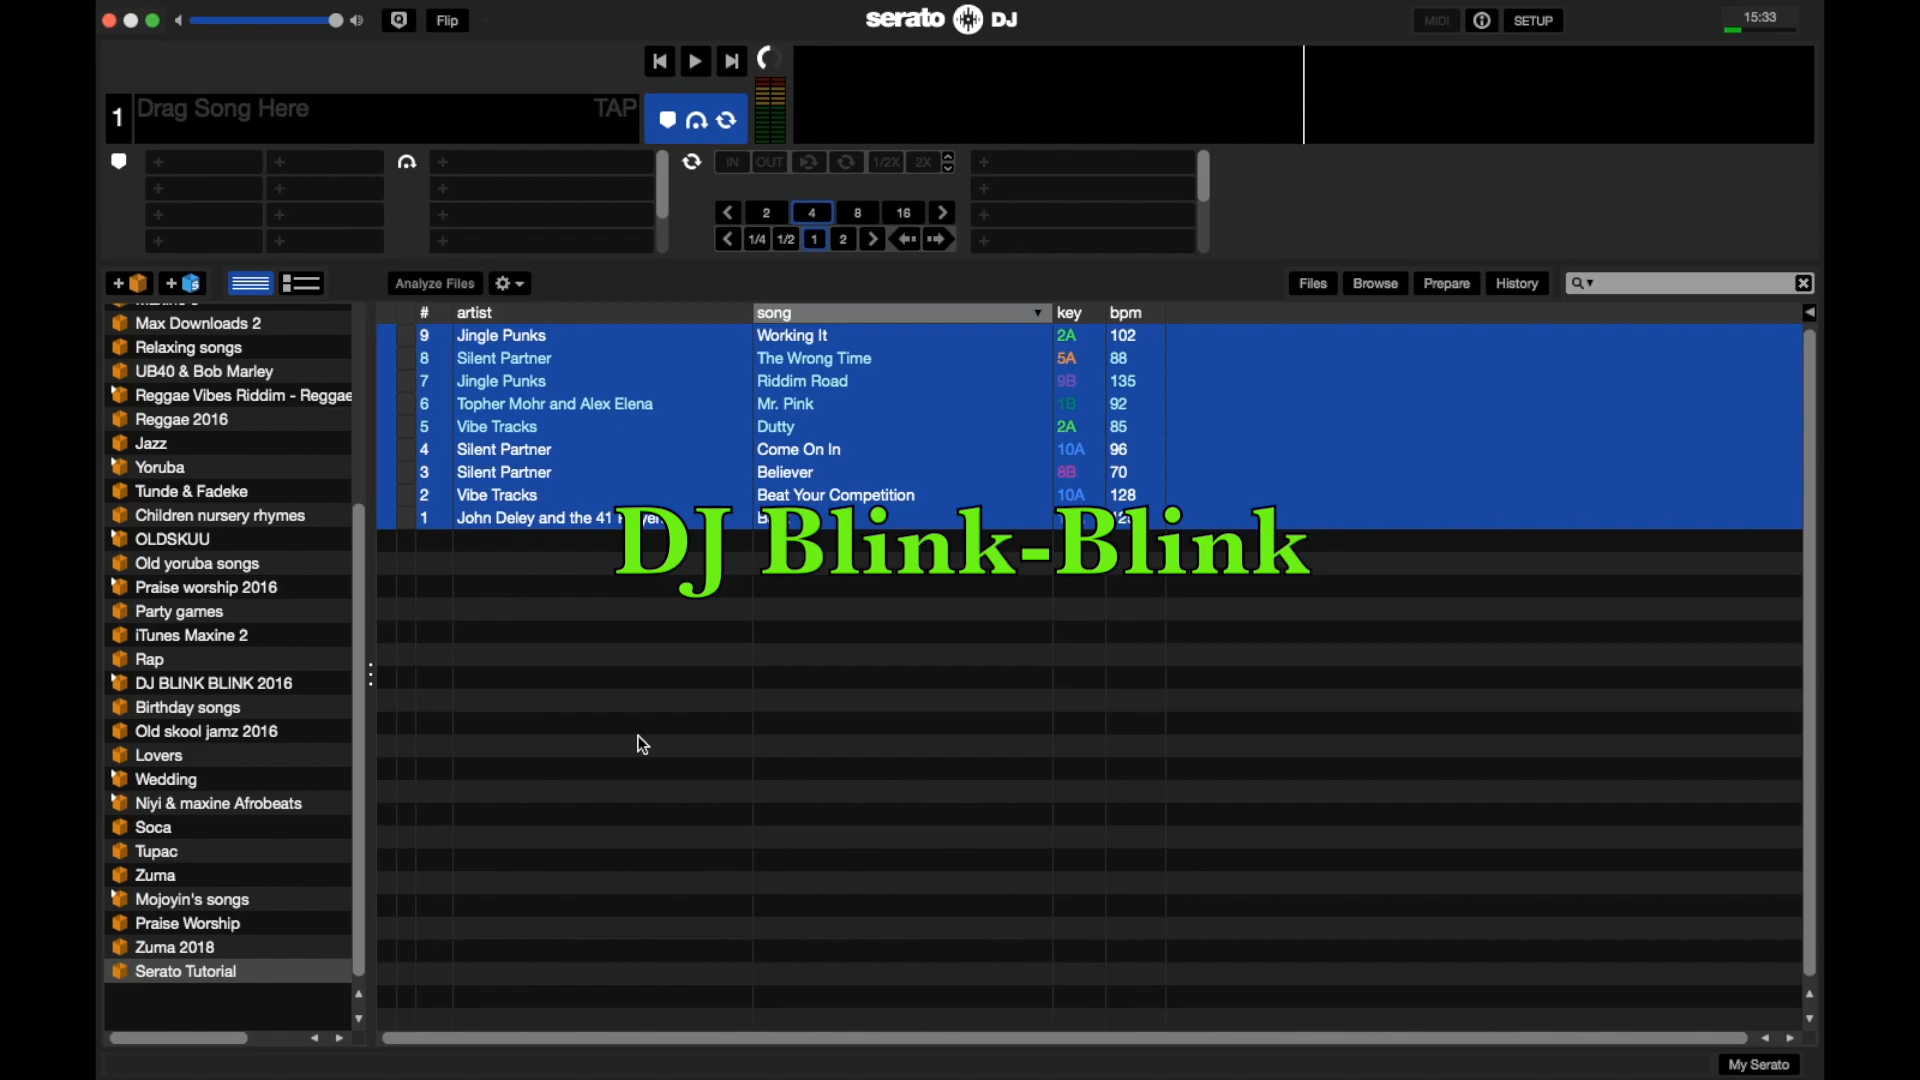 Flip
serato DJ
MIDI
SETUP
15:33
1
Drag Song Here
TAP
IN OUT 1/2X 2X
2 4 8 16
1/4 1/2 1 2
Analyze Files
Files Browse Prepare History
# artist song key bpm
9 Jingle Punks Working It 2A 102
8 Silent Partner The Wrong Time 5A 88
7 Jingle Punks Riddim Road 9B 135
6 Topher Mohr and Alex Elena Mr. Pink 1B 92
5 Vibe Tracks Dutty 2A 85
4 Silent Partner Come On In 10A 96
3 Silent Partner Believer 8B 70
2 Vibe Tracks Beat Your Competition 10A 128
1 John Deley and the 41
DJ Blink-Blink
Max Downloads 2
Relaxing songs
UB40 & Bob Marley
Reggae Vibes Riddim - Reggae
Reggae 2016
Jazz
Yoruba
Tunde & Fadeke
Children nursery rhymes
OLDSKUU
Old yoruba songs
Praise worship 2016
Party games
iTunes Maxine 2
Rap
DJ BLINK BLINK 2016
Birthday songs
Old skool jamz 2016
Lovers
Wedding
Niyi & maxine Afrobeats
Soca
Tupac
Zuma
Mojoyin's songs
Praise Worship
Zuma 2018
Serato Tutorial
My Serato